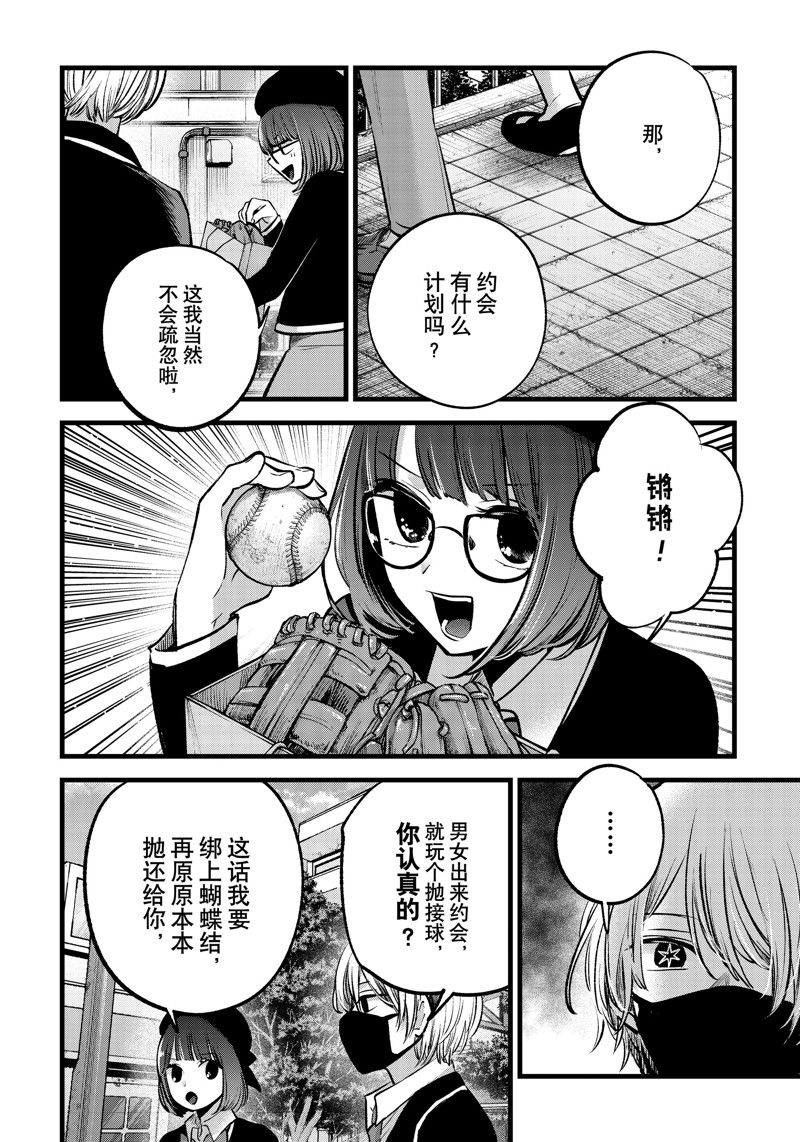 那，
约会
有什么
计划吗？
这我当然
不会疏忽啦，
锵
锵！
……
男女出来约会，
就玩个抛接球，
你认真的？
这话我要
绑上蝴蝶结，
再原原本本
抛还给你，